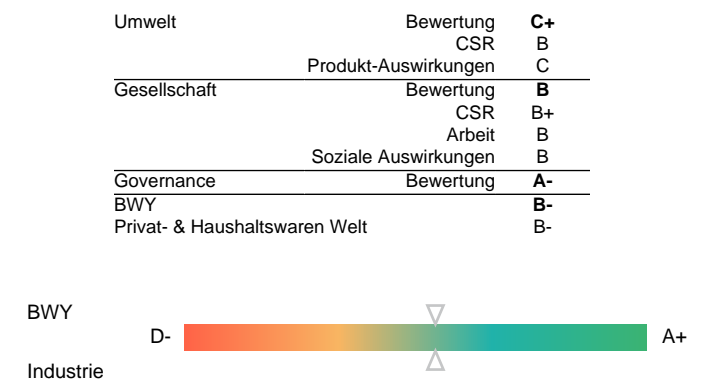 Umwelt Bewertung C+
CSR B
Produkt-Auswirkungen C
Gesellschaft Bewertung B
CSR B+
Arbeit B
Soziale Auswirkungen B
Governance Bewertung A-
BWY B-
Privat- & Haushaltswaren Welt B-
BWY
D- A+
Industrie